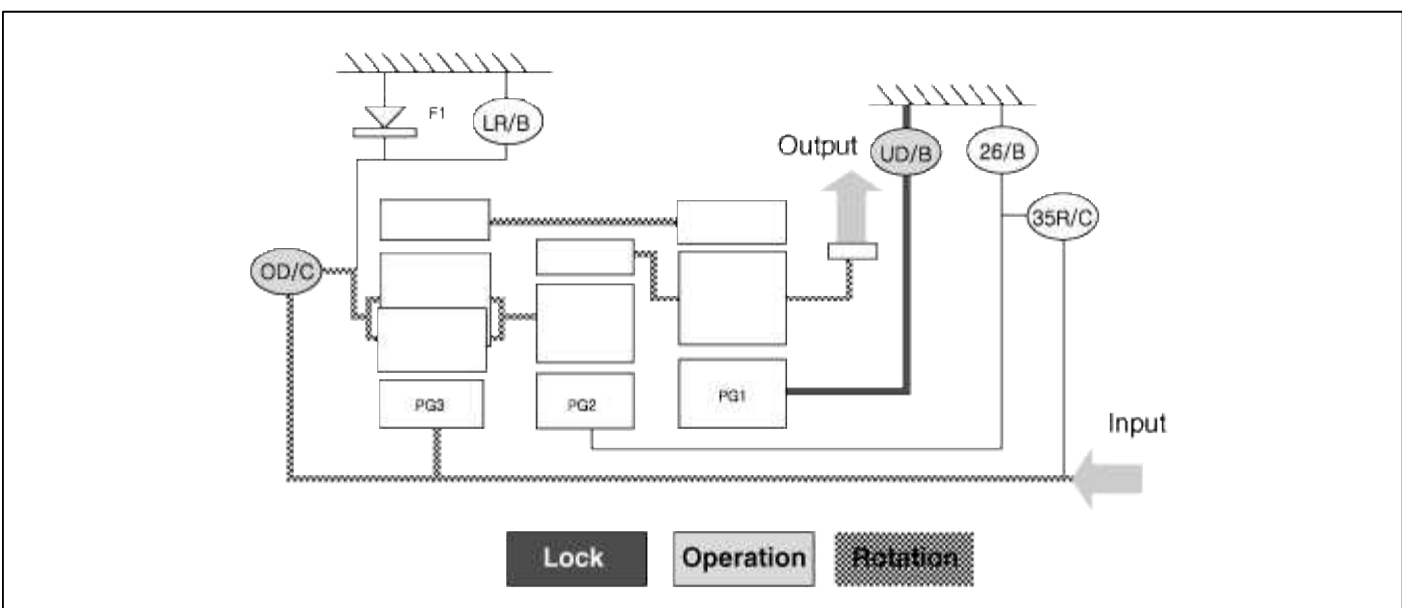 F1
LR/B
Output
UD/B
26/B
35R/C
OD/C
PG3
PG2
PG1
Input
Lock
Operation
Rotation